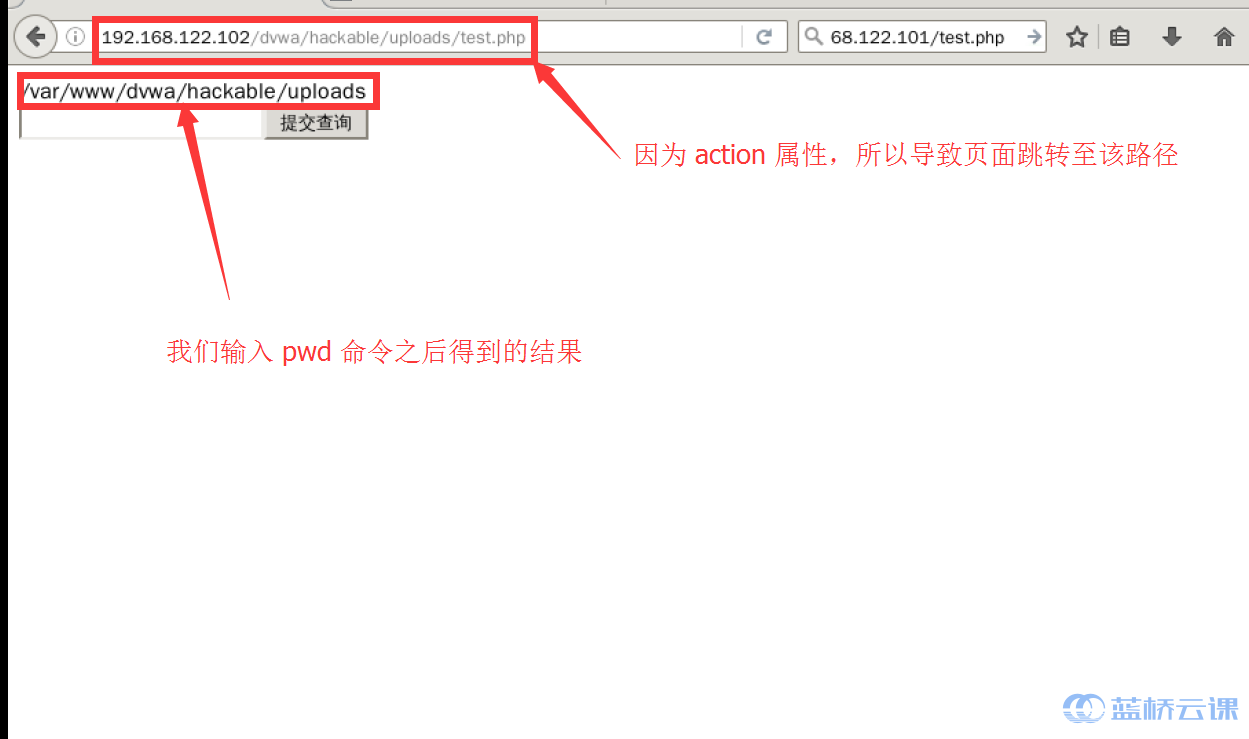 192.168.122.102/dvwa/hackable/uploads/test.php
68.122.101/test.php
/var/www/dvwa/hackable/uploads
提交查询
因为 action 属性，所以导致页面跳转至该路径
我们输入 pwd 命令之后得到的结果
蓝桥云课